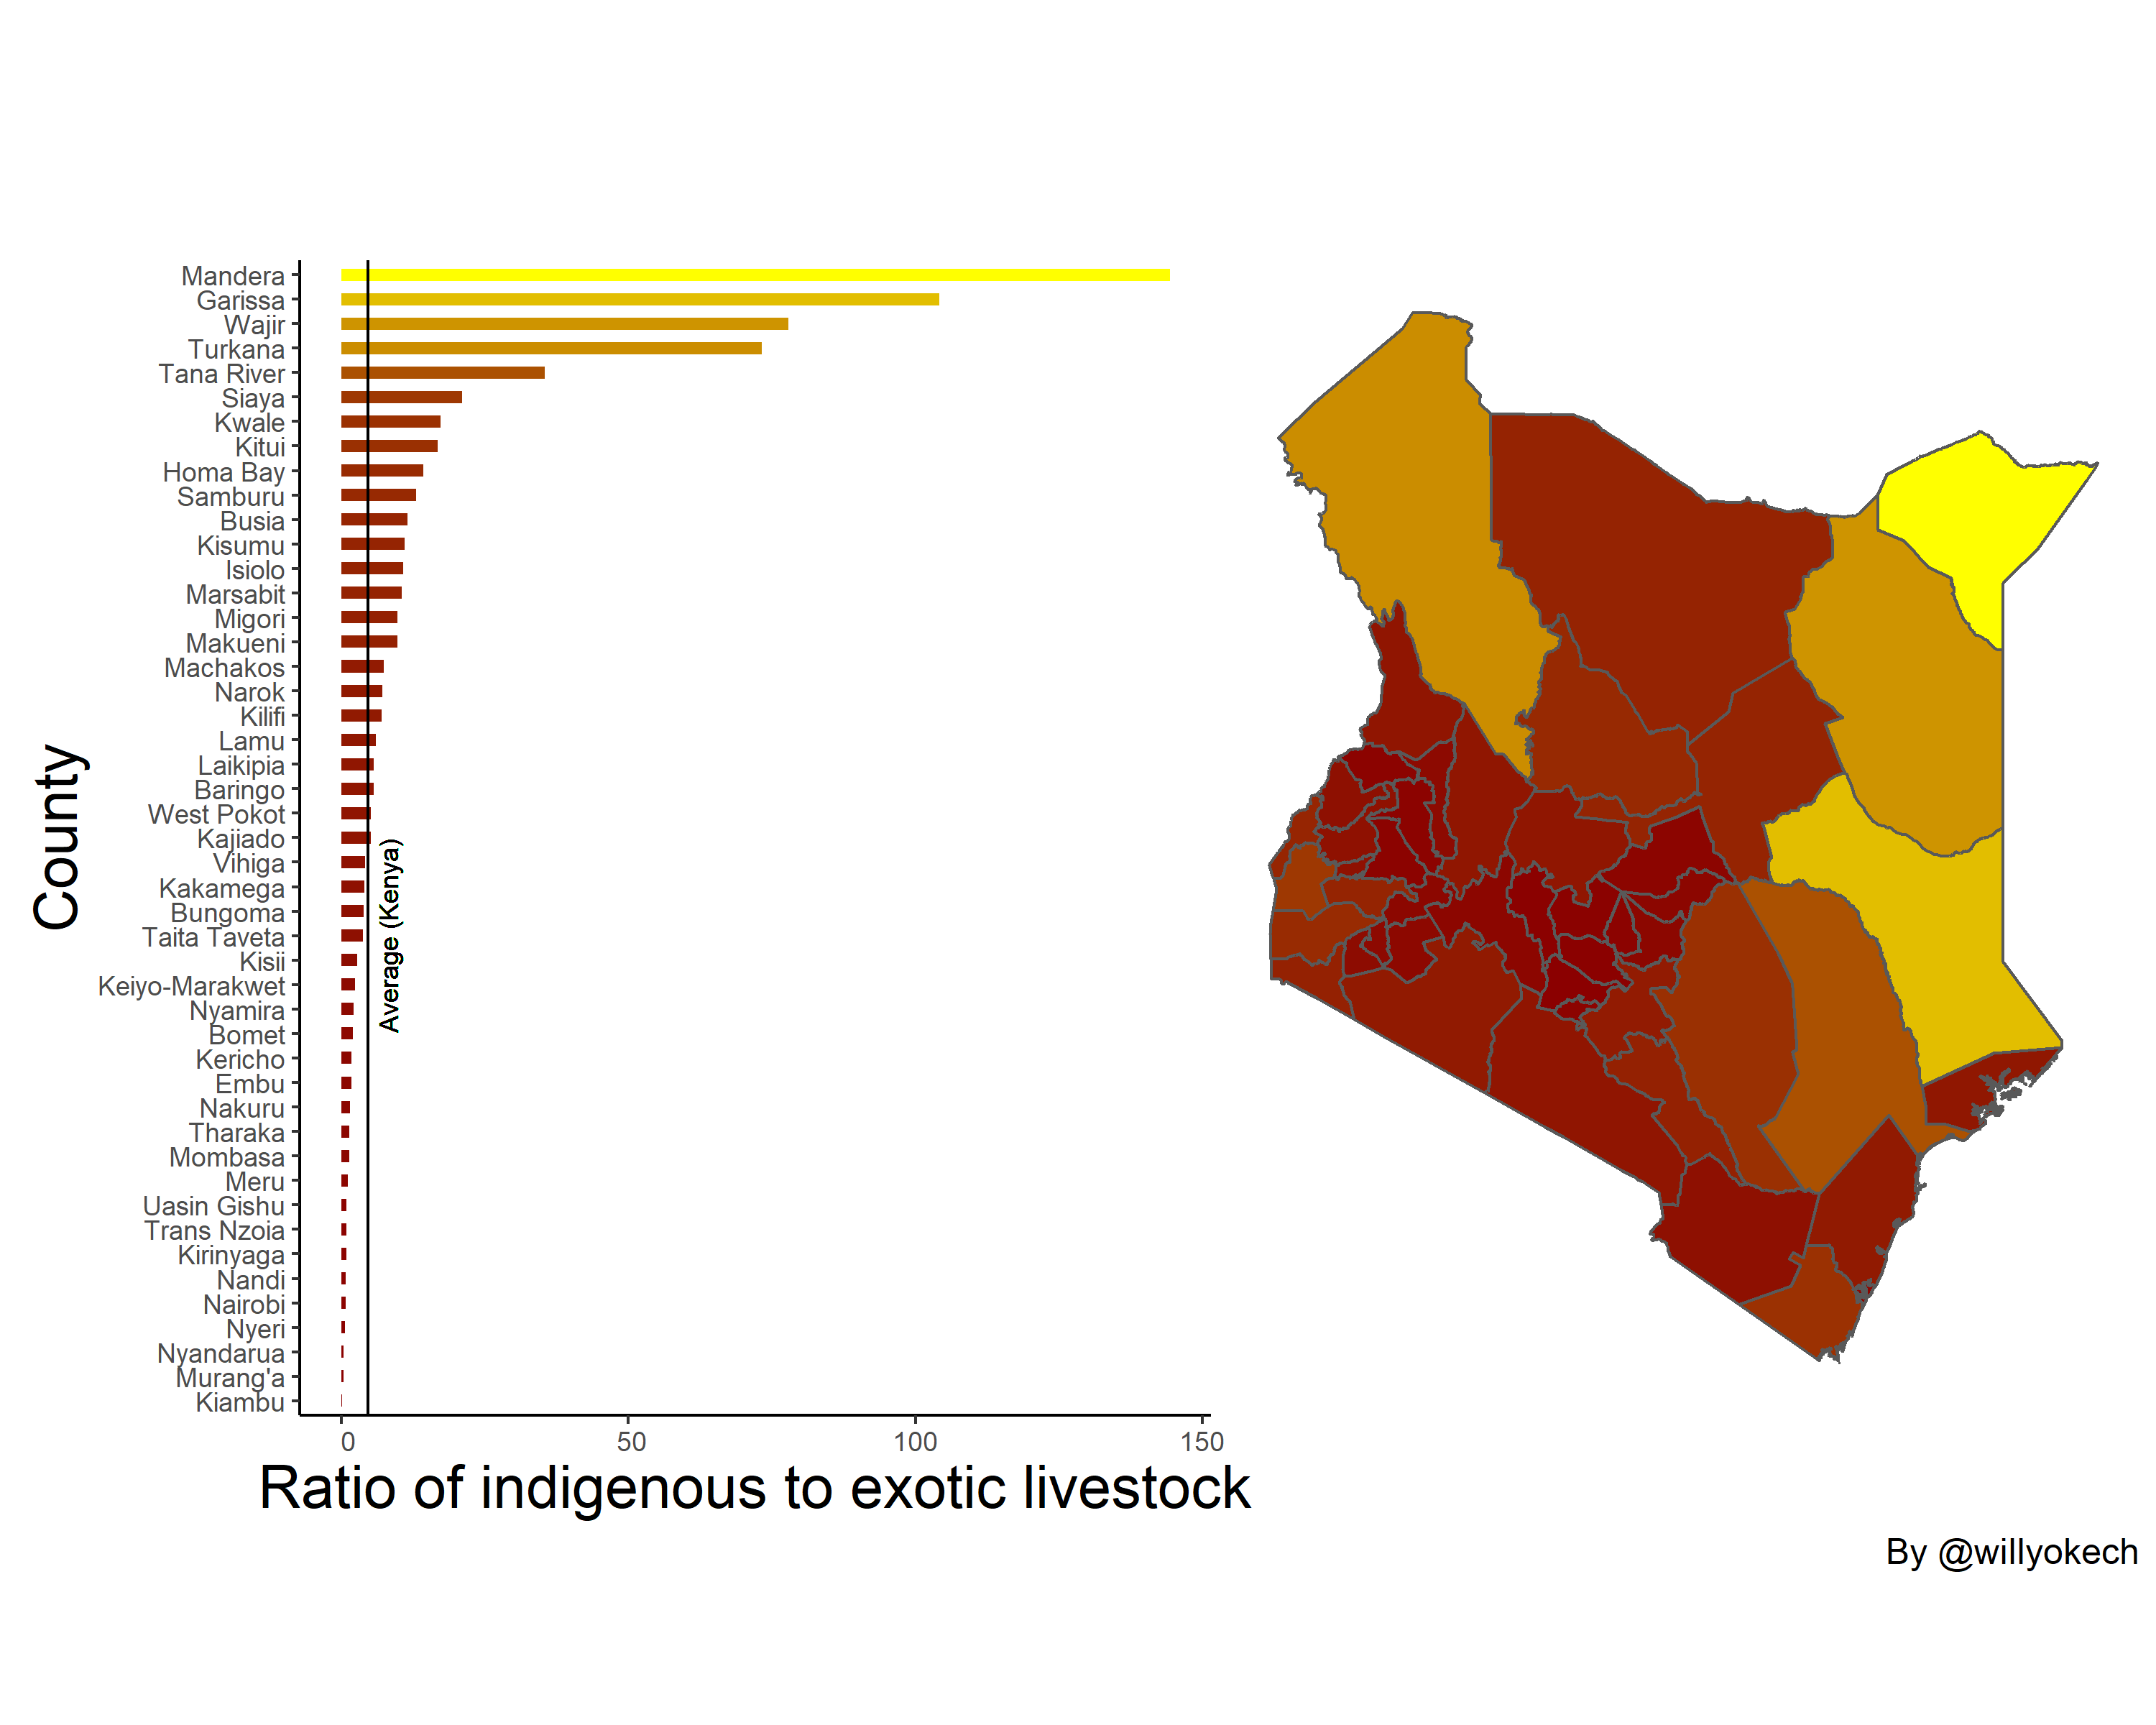 Mandera
Garissa
Wajir
Turkana
Tana River
Siaya
Kwale
Kitui
Homa Bay
Samburu
Busia
Kisumu
Isiolo
Marsabit
Migori
Makueni
Machakos
Narok
Kilifi
Lamu
Laikipia
Baringo
West Pokot
Kajiado
Vihiga
Kakamega
Bungoma
Taita Taveta
Kisii
Keiyo-Marakwet
Nyamira
Bomet
Kericho
Embu
Nakuru
Tharaka
Mombasa
Meru
Uasin Gishu
Trans Nzoia
Kirinyaga
Nandi
Nairobi
Nyeri
Nyandarua
Murang'a
Kiambu
County
Average (Kenya)
0 50 100 150
Ratio of indigenous to exotic livestock
By @willyokech